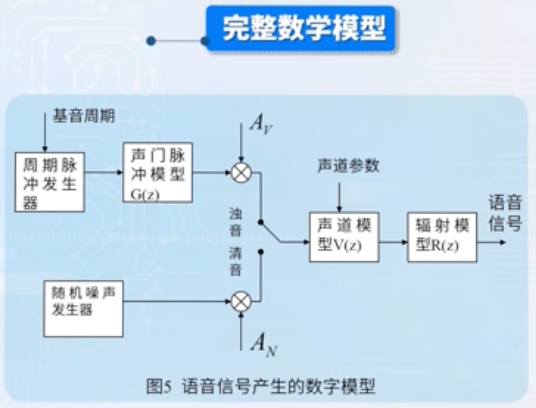 完整数学模型
基音周期
A_V
周期脉
冲发生
器
声门脉
冲模型
G(z)
声道参数
浊
音
清
音
声道模
型V(z)
辐射模
型R(z)
语音
信号
随机噪声
发生器
A_N
图5 语音信号产生的数字模型